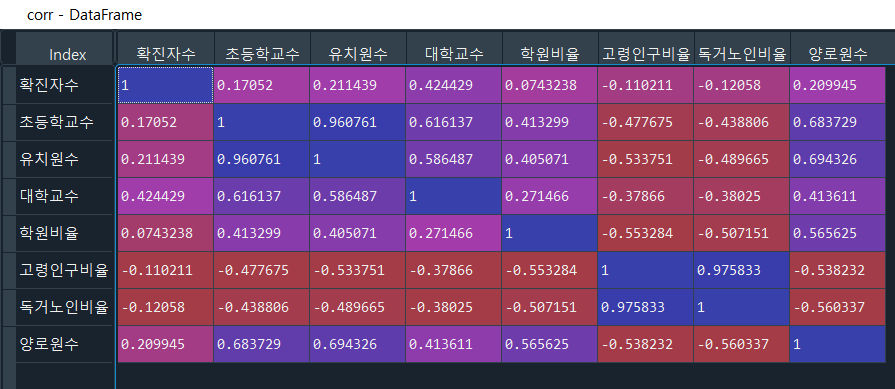 corr - DataFrame
Index 확진자수 초등학교수 유치원수 대학교수 학원비율 고령인구비율 독거노인비율 양로원수
확진자수 1 0.17052 0.211439 0.424429 0.0743238 -0.110211 -0.12058 0.209945
초등학교수 0.17052 1 0.960761 0.616137 0.413299 -0.477675 -0.438806 0.683729
유치원수 0.211439 0.960761 1 0.586487 0.405071 -0.533751 -0.489665 0.694326
대학교수 0.424429 0.616137 0.586487 1 0.271466 -0.37866 -0.38025 0.413611
학원비율 0.0743238 0.413299 0.405071 0.271466 1 -0.553284 -0.507151 0.565625
고령인구비율 -0.110211 -0.477675 -0.533751 -0.37866 -0.553284 1 0.975833 -0.538232
독거노인비율 -0.12058 -0.438806 -0.489665 -0.38025 -0.507151 0.975833 1 -0.560337
양로원수 0.209945 0.683729 0.694326 0.413611 0.565625 -0.538232 -0.560337 1